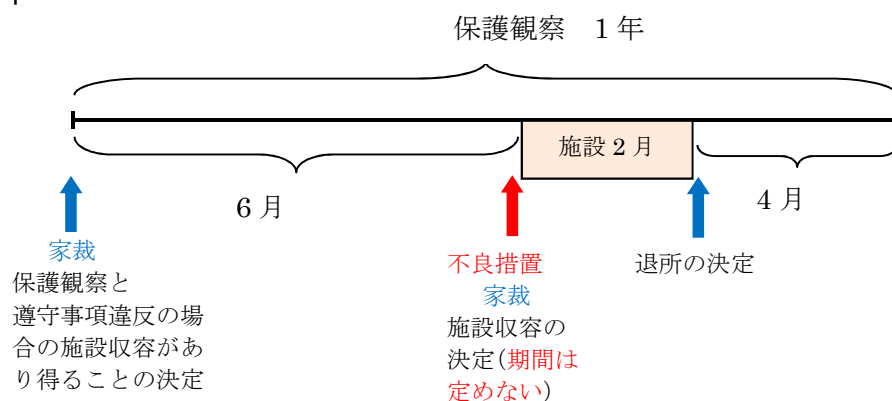 保護観察　1年
施設2月
6月
4月
家裁
保護観察と
遵守事項違反の場
合の施設収容があ
り得ることの決定
不良措置
家裁
施設収容の
決定(期間は
定めない)
退所の決定